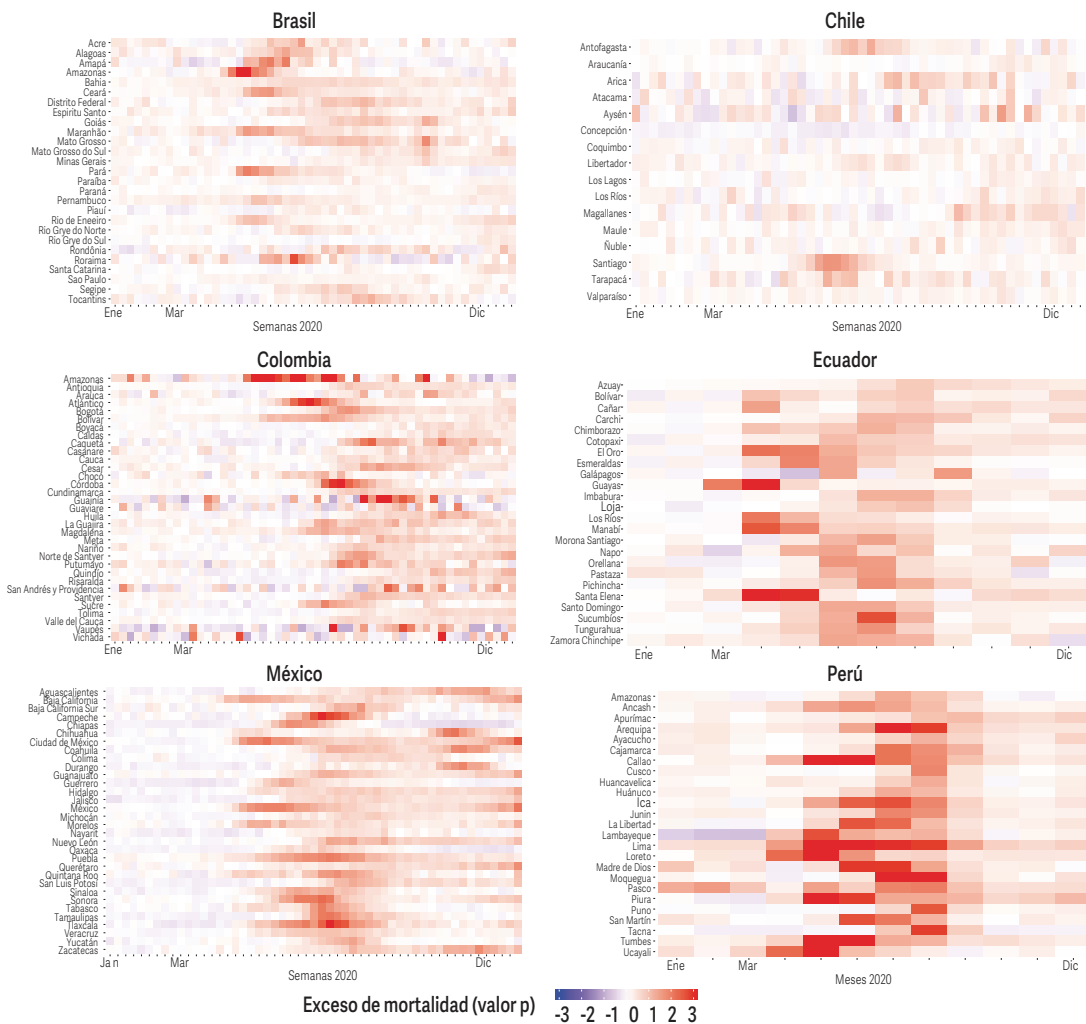 Brasil
Acre
Alagoas
Amapá
Amazonas
Bahia
Ceará
Distrito Federal
Espiritu Santo
Goiás
Maranhão
Mato Grosso
Mato Grosso do Sul
Minas Gerais
Pará
Paraíba
Paraná
Pernambuco
Piauí
Rio de Eneeiro
Rio Grye do Norte
Rio Grye do Sul
Rondônia
Roraima
Santa Catarina
Sao Paulo
Segipe
Tocantins
Ene Mar Dic
Semanas 2020
Chile
Antofagasta
Araucanía
Arica
Atacama
Aysén
Concepción
Coquimbo
Libertador
Los Lagos
Los Ríos
Magallanes
Maule
Ñuble
Santiago
Tarapacá
Valparaíso
Ene Mar Dic
Semanas 2020
Colombia
Amazonas
Antioquia
Arauca
Atlántico
Bogotá
Bolívar
Boyacá
Caldas
Caquetá
Casanare
Cauca
Cesar
Chocó
Córdoba
Cundinamarca
Guainía
Guaviare
Huila
La Guajira
Magdalena
Meta
Nariño
Norte de Santyer
Putumayo
Quindío
Risaralda
San Andrés y Providencia
Santyer
Sucre
Tolima
Valle del Cauca
Vaupés
Vichada
Ene Mar Dic
Ecuador
Azuay
Bolívar
Cañar
Carchi
Chimborazo
Cotopaxi
El Oro
Esmeraldas
Galápagos
Guayas
Imbabura
Loja
Los Ríos
Manabí
Morona Santiago
Napo
Orellana
Pastaza
Pichincha
Santa Elena
Santo Domingo
Sucumbíos
Tungurahua
Zamora Chinchipe
Ene Mar Dic
México
Aguascalientes
Baja California
Baja California Sur
Campeche
Chiapas
Chihuahua
Ciudad de México
Coahuila
Colima
Durango
Guanajuato
Guerrero
Hidalgo
Jalisco
México
Michocán
Morelos
Nayarit
Nuevo León
Oaxaca
Puebla
Querétaro
Quintana Roo
San Luis Potosí
Sinaloa
Sonora
Tabasco
Tamaulipas
Tlaxcala
Veracruz
Yucatán
Zacatecas
Jan Mar Dic
Semanas 2020
Perú
Amazonas
Ancash
Apurímac
Arequipa
Ayacucho
Cajamarca
Callao
Cusco
Huancavelica
Huánuco
Ica
Junin
La Libertad
Lambayeque
Lima
Loreto
Madre de Dios
Moquegua
Pasco
Piura
Puno
San Martín
Tacna
Tumbes
Ucayali
Ene Mar Dic
Meses 2020
Exceso de mortalidad (valor p)
-3 -2 -1 0 1 2 3